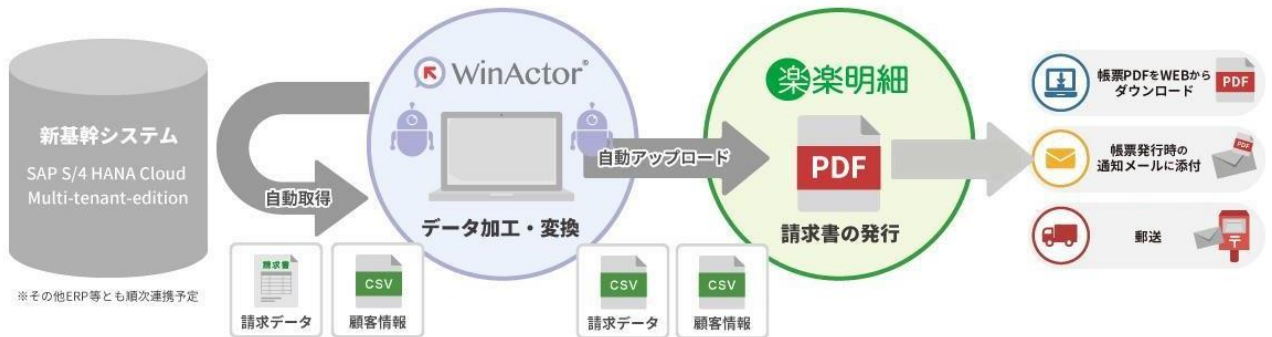 新基幹システム
SAP S/4 HANA Cloud
Multi-tenant-edition
※その他ERP等とも順次連携予定
自動取得
請求書
請求データ
CSV
顧客情報
WinActor®
データ加工・変換
自動アップロード
CSV
請求データ
CSV
顧客情報
楽楽明細
PDF
請求書の発行
帳票PDFをWEBから
ダウンロード
PDF
帳票発行時の
通知メールに添付
PDF
郵送
〒